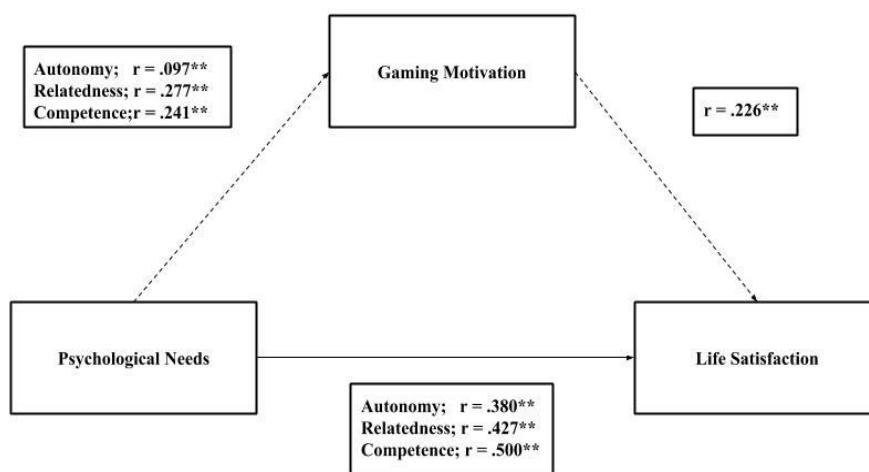 Autonomy;   r = .097**
Relatedness; r = .277**
Competence;r = .241**
Gaming Motivation
r = .226**
Psychological Needs
Life Satisfaction
Autonomy;   r = .380**
Relatedness; r = .427**
Competence; r = .500**